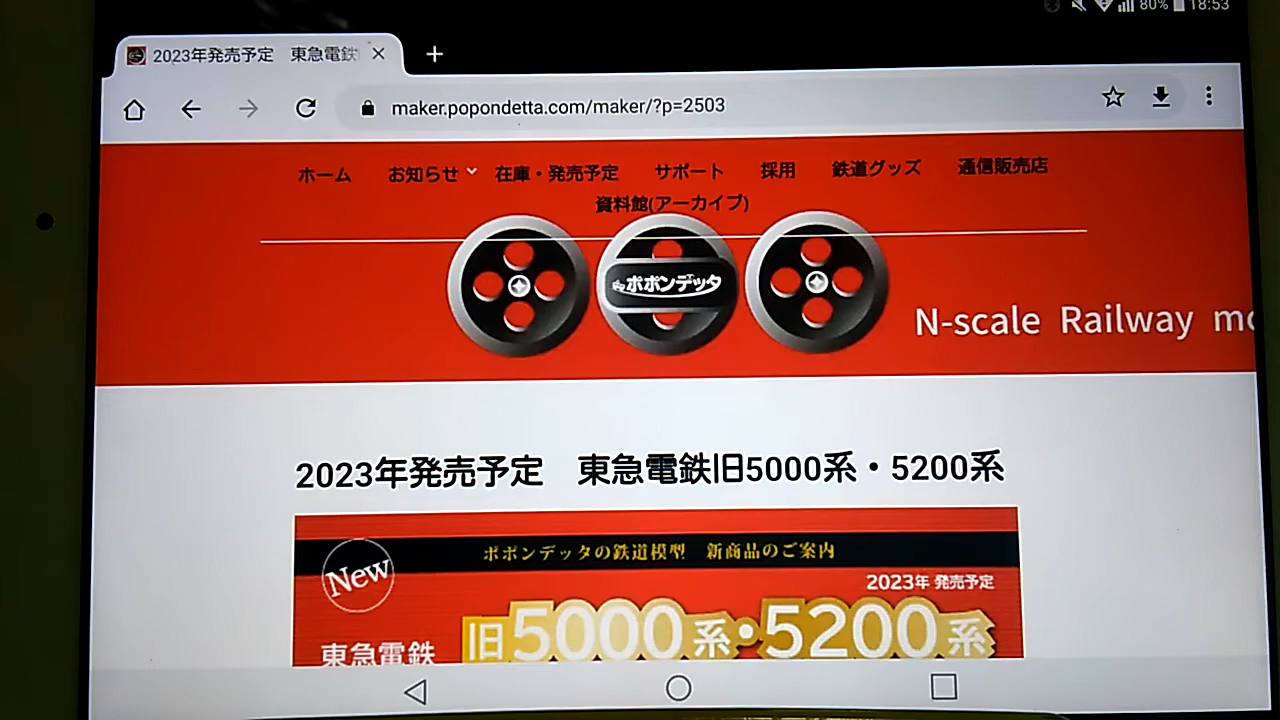 80% 18:53
2023年発売予定 東急電鉄
maker.popondetta.com/maker/?p=2503
ホーム お知らせ 在庫・発売予定 サポート 採用 鉄道グッズ 通信販売店
資料館(アーカイブ)
ポポンデッタ
N-scale Railway mo
2023年発売予定 東急電鉄旧5000系・5200系
ポポンデッタの鉄道模型 新商品のご案内
New
2023年 発売予定
東急電鉄 旧5000系・5200系